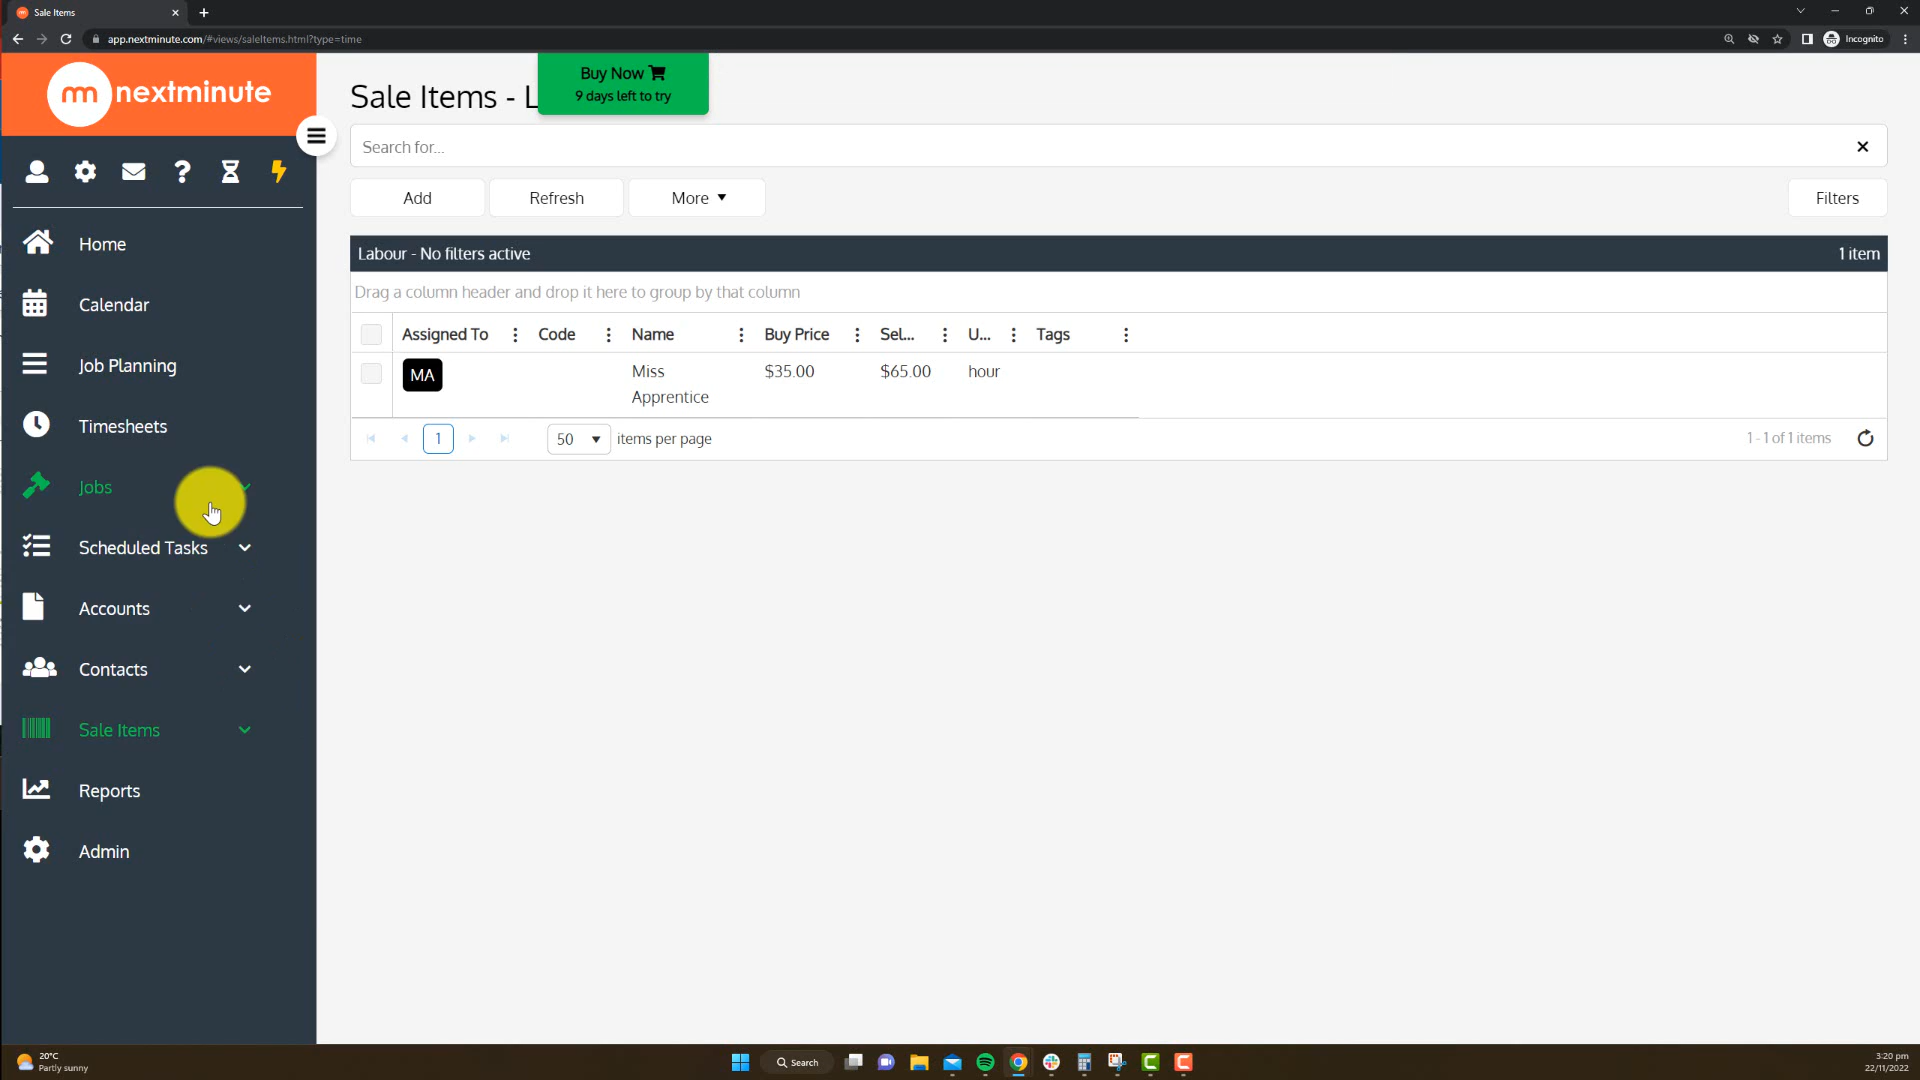 Sale Items
app.nextminute.com/#views/saleItems.html?type=time
Incognito
nextminute
Buy Now
9 days left to try
Sale Items - L
Search for...
Add
Refresh
More
Filters
Home
Calendar
Job Planning
Timesheets
Jobs
Scheduled Tasks
Accounts
Contacts
Sale Items
Reports
Admin
Labour - No filters active
1 item
Drag a column header and drop it here to group by that column
Assigned To Code Name Buy Price Sel... U... Tags
MA Miss Apprentice $35.00 $65.00 hour
1
50 items per page
1 - 1 of 1 items
20°C
Partly sunny
Search
3:20 pm
22/11/2022